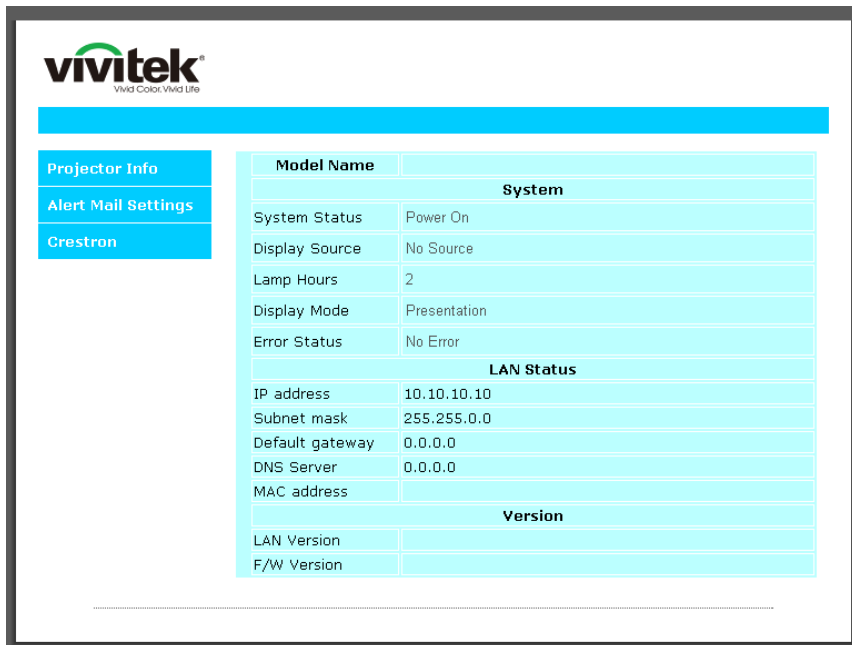 vivitek®
Vivid Color. Vivid Life
Projector Info
Alert Mail Settings
Crestron
Model Name
System
System Status Power On
Display Source No Source
Lamp Hours 2
Display Mode Presentation
Error Status No Error
LAN Status
IP address 10.10.10.10
Subnet mask 255.255.0.0
Default gateway 0.0.0.0
DNS Server 0.0.0.0
MAC address
Version
LAN Version
F/W Version